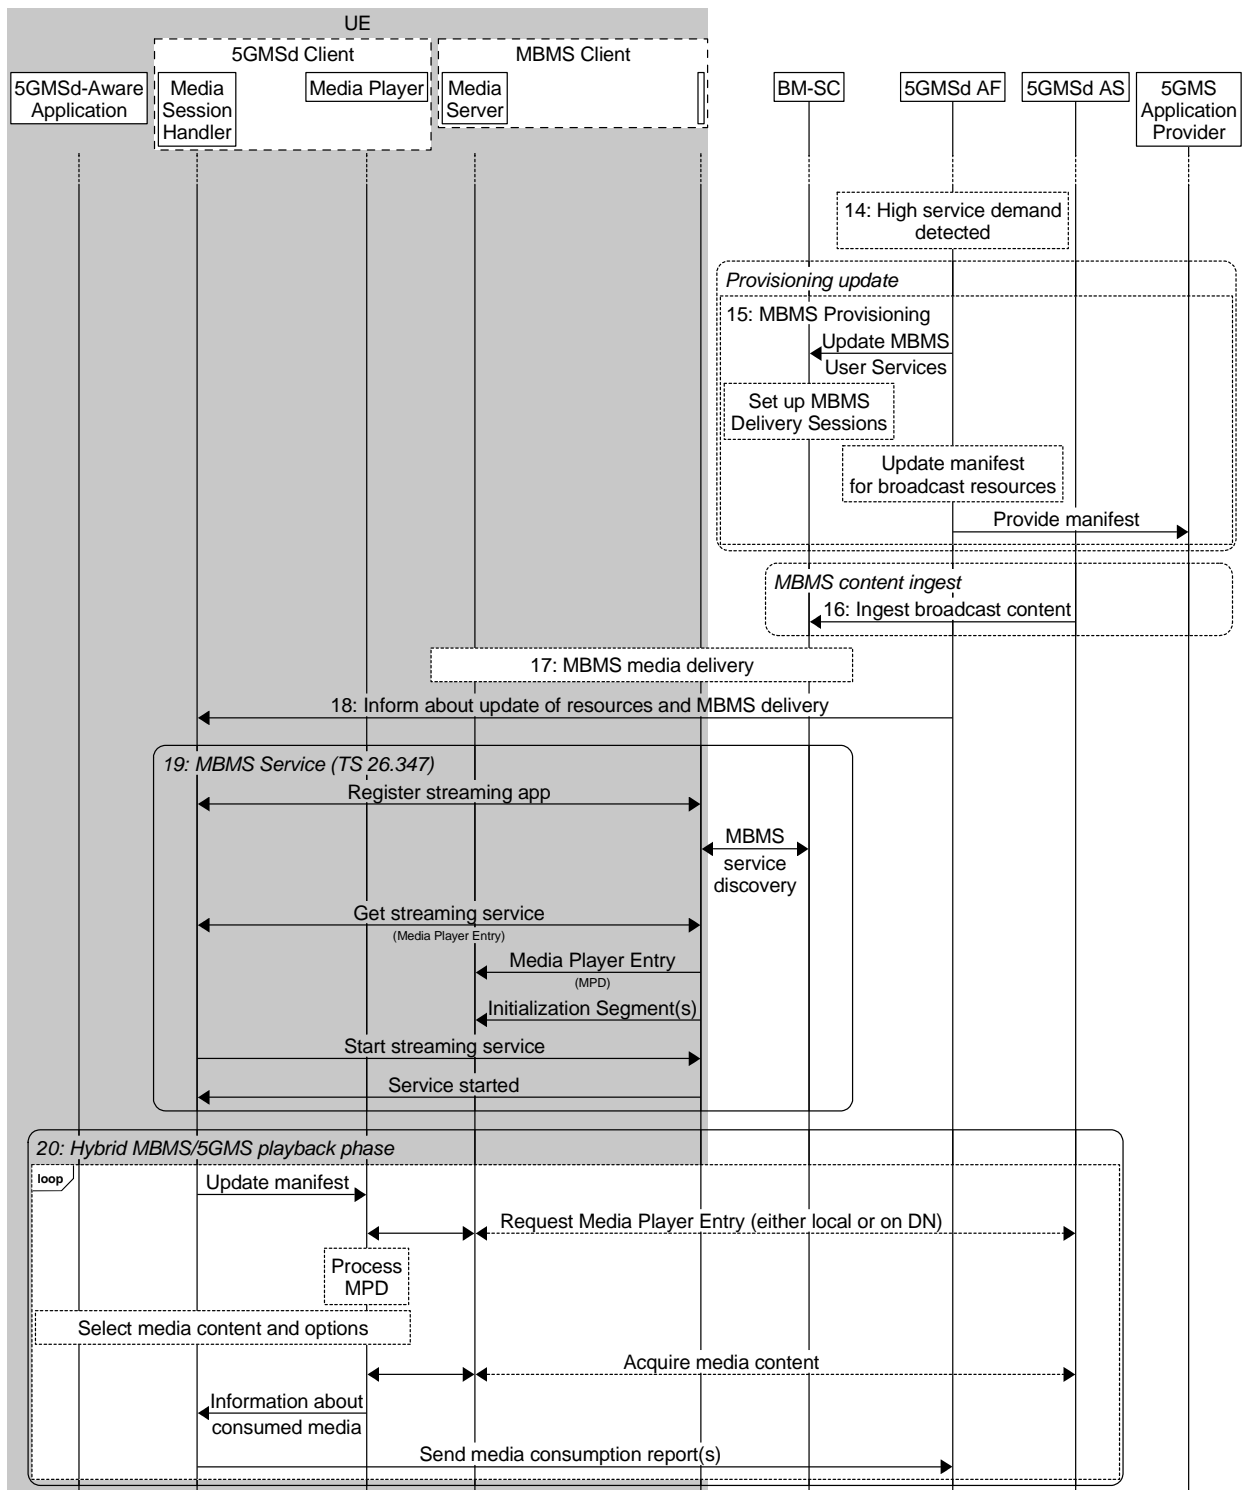 UE
5GMSd Client
MBMS Client
5GMSd-Aware
Application
Media
Session
Handler
Media Player
Media
Server
BM-SC
5GMSd AF
5GMSd AS
5GMS
Application
Provider
14: High service demand
detected
Provisioning update
15: MBMS Provisioning
Update MBMS
User Services
Set up MBMS
Delivery Sessions
Update manifest
for broadcast resources
Provide manifest
MBMS content ingest
16: Ingest broadcast content
17: MBMS media delivery
18: Inform about update of resources and MBMS delivery
19: MBMS Service (TS 26.347)
Register streaming app
MBMS
service
discovery
Get streaming service
(Media Player Entry)
Media Player Entry
(MPD)
Initialization Segment(s)
Start streaming service
Service started
20: Hybrid MBMS/5GMS playback phase
loop
Update manifest
Request Media Player Entry (either local or on DN)
Process
MPD
Select media content and options
Acquire media content
Information about
consumed media
Send media consumption report(s)